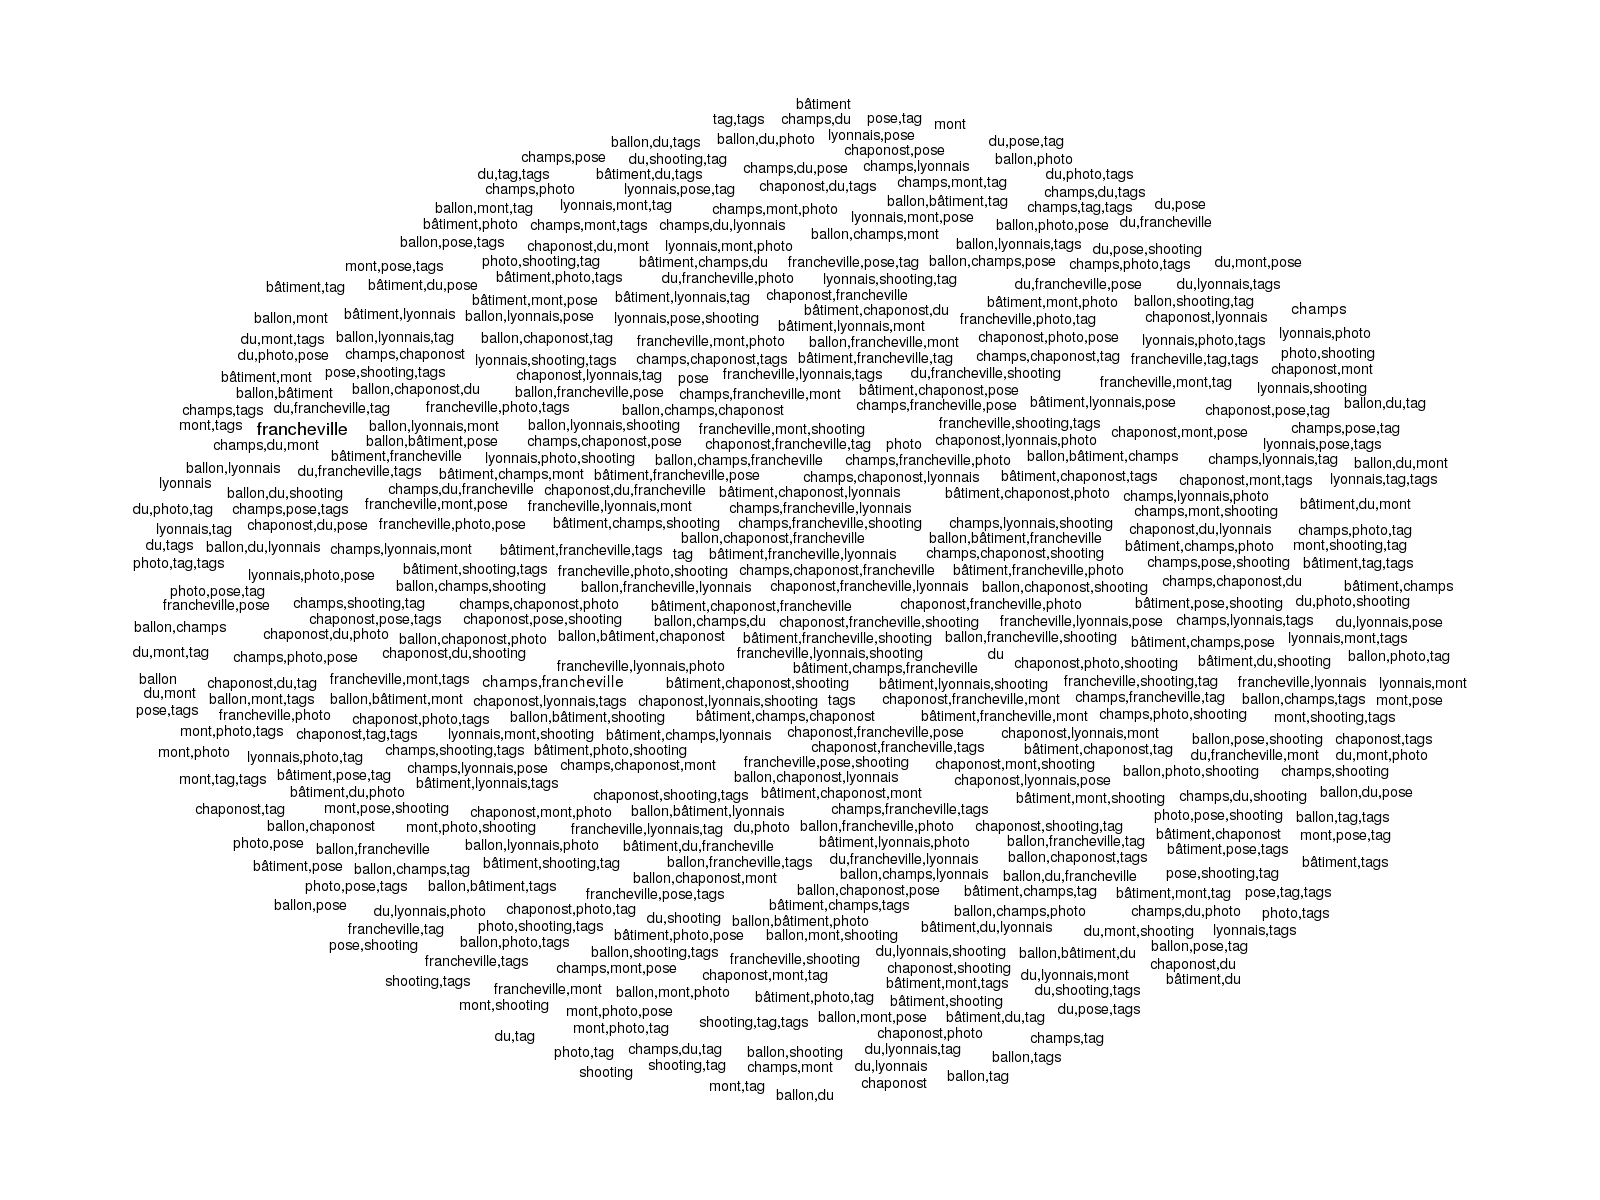 bâtiment
tag,tags champs,du pose,tag mont
ballon,du,tags ballon,du,photo lyonnais,pose du,pose,tag
champs,pose du,shooting,tag chaponost,pose ballon,photo
du,tag,tags bâtiment,du,tags champs,du,pose champs,lyonnais du,photo,tags
champs,photo lyonnais,pose,tag chaponost,du,tags champs,mont,tag champs,du,tags
ballon,mont,tag lyonnais,mont,tag champs,mont,photo ballon,bâtiment,tag champs,tag,tags du,pose
bâtiment,photo champs,mont,tags champs,du,lyonnais lyonnais,mont,pose ballon,photo,pose du,francheville
ballon,pose,tags chaponost,du,mont lyonnais,mont,photo ballon,champs,mont ballon,lyonnais,tags du,pose,shooting
mont,pose,tags photo,shooting,tag bâtiment,champs,du francheville,pose,tag ballon,champs,pose champs,photo,tags du,mont,pose
bâtiment,tag bâtiment,du,pose bâtiment,photo,tags du,francheville,photo lyonnais,shooting,tag du,francheville,pose du,lyonnais,tags
bâtiment,mont,pose bâtiment,lyonnais,tag chaponost,francheville bâtiment,mont,photo ballon,shooting,tag champs
ballon,mont bâtiment,lyonnais ballon,lyonnais,pose lyonnais,pose,shooting bâtiment,chaponost,du francheville,photo,tag chaponost,lyonnais
bâtiment,lyonnais,mont
du,mont,tags ballon,lyonnais,tag ballon,chaponost,tag francheville,mont,photo ballon,francheville,mont chaponost,photo,pose lyonnais,photo,tags lyonnais,photo
du,photo,pose champs,chaponost lyonnais,shooting,tags champs,chaponost,tags bâtiment,francheville,tag champs,chaponost,tag francheville,tag,tags photo,shooting
bâtiment,mont pose,shooting,tags chaponost,lyonnais,tag pose francheville,lyonnais,tags du,francheville,shooting francheville,mont,tag chaponost,mont
ballon,bâtiment ballon,chaponost,du ballon,francheville,pose champs,francheville,mont bâtiment,chaponost,pose lyonnais,shooting
champs,tags du,francheville,tag francheville,photo,tags ballon,champs,chaponost champs,francheville,pose bâtiment,lyonnais,pose chaponost,pose,tag ballon,du,tag
mont,tags francheville ballon,lyonnais,mont ballon,lyonnais,shooting francheville,mont,shooting francheville,shooting,tags chaponost,mont,pose champs,pose,tag
champs,du,mont ballon,bâtiment,pose champs,chaponost,pose chaponost,francheville,tag photo chaponost,lyonnais,photo lyonnais,pose,tags
bâtiment,francheville lyonnais,photo,shooting ballon,champs,francheville champs,francheville,photo ballon,bâtiment,champs champs,lyonnais,tag ballon,du,mont
ballon,lyonnais du,francheville,tags bâtiment,champs,mont bâtiment,francheville,pose champs,chaponost,lyonnais bâtiment,chaponost,tags chaponost,mont,tags lyonnais,tag,tags
lyonnais ballon,du,shooting champs,du,francheville chaponost,du,francheville bâtiment,chaponost,lyonnais bâtiment,chaponost,photo champs,lyonnais,photo
du,photo,tag champs,pose,tags francheville,mont,pose francheville,lyonnais,mont champs,francheville,lyonnais champs,mont,shooting bâtiment,du,mont
lyonnais,tag chaponost,du,pose francheville,photo,pose bâtiment,champs,shooting champs,francheville,shooting champs,lyonnais,shooting chaponost,du,lyonnais champs,photo,tag
ballon,chaponost,francheville ballon,bâtiment,francheville
du,tags ballon,du,lyonnais champs,lyonnais,mont bâtiment,francheville,tags tag bâtiment,francheville,lyonnais champs,chaponost,shooting bâtiment,champs,photo mont,shooting,tag
photo,tag,tags bâtiment,shooting,tags francheville,photo,shooting champs,chaponost,francheville bâtiment,francheville,photo champs,pose,shooting bâtiment,tag,tags
lyonnais,photo,pose ballon,champs,shooting ballon,francheville,lyonnais chaponost,francheville,lyonnais ballon,chaponost,shooting champs,chaponost,du bâtiment,champs
photo,pose,tag
francheville,pose champs,shooting,tag champs,chaponost,photo bâtiment,chaponost,francheville chaponost,francheville,photo bâtiment,pose,shooting du,photo,shooting
ballon,champs chaponost,pose,tags chaponost,pose,shooting ballon,champs,du chaponost,francheville,shooting francheville,lyonnais,pose champs,lyonnais,tags du,lyonnais,pose
chaponost,du,photo ballon,chaponost,photo ballon,bâtiment,chaponost bâtiment,francheville,shooting ballon,francheville,shooting bâtiment,champs,pose lyonnais,mont,tags
du,mont,tag champs,photo,pose chaponost,du,shooting francheville,lyonnais,shooting du chaponost,photo,shooting bâtiment,du,shooting ballon,photo,tag
francheville,lyonnais,photo bâtiment,champs,francheville
ballon chaponost,du,tag francheville,mont,tags champs,francheville bâtiment,chaponost,shooting bâtiment,lyonnais,shooting francheville,shooting,tag francheville,lyonnais lyonnais,mont
du,mont ballon,mont,tags ballon,bâtiment,mont chaponost,lyonnais,tags chaponost,lyonnais,shooting tags chaponost,francheville,mont champs,francheville,tag ballon,champs,tags mont,pose
pose,tags francheville,photo chaponost,photo,tags ballon,bâtiment,shooting bâtiment,champs,chaponost bâtiment,francheville,mont champs,photo,shooting mont,shooting,tags
mont,photo,tags chaponost,tag,tags lyonnais,mont,shooting bâtiment,champs,lyonnais chaponost,francheville,pose chaponost,lyonnais,mont ballon,pose,shooting chaponost,tags
mont,photo lyonnais,photo,tag champs,shooting,tags bâtiment,photo,shooting chaponost,francheville,tags bâtiment,chaponost,tag du,francheville,mont du,mont,photo
champs,lyonnais,pose champs,chaponost,mont francheville,pose,shooting chaponost,mont,shooting ballon,photo,shooting champs,shooting
mont,tag,tags bâtiment,pose,tag bâtiment,lyonnais,tags ballon,chaponost,lyonnais chaponost,lyonnais,pose
bâtiment,du,photo chaponost,shooting,tags bâtiment,chaponost,mont bâtiment,mont,shooting champs,du,shooting ballon,du,pose
chaponost,tag mont,pose,shooting chaponost,mont,photo ballon,bâtiment,lyonnais champs,francheville,tags photo,pose,shooting ballon,tag,tags
ballon,chaponost mont,photo,shooting francheville,lyonnais,tag du,photo ballon,francheville,photo chaponost,shooting,tag bâtiment,chaponost mont,pose,tag
photo,pose ballon,francheville ballon,lyonnais,photo bâtiment,du,francheville bâtiment,lyonnais,photo ballon,francheville,tag bâtiment,pose,tags
bâtiment,pose ballon,champs,tag bâtiment,shooting,tag ballon,francheville,tags du,francheville,lyonnais ballon,chaponost,tags bâtiment,tags
ballon,chaponost,mont ballon,champs,lyonnais ballon,du,francheville pose,shooting,tag
photo,pose,tags ballon,bâtiment,tags francheville,pose,tags ballon,chaponost,pose bâtiment,champs,tag bâtiment,mont,tag pose,tag,tags
ballon,pose du,lyonnais,photo chaponost,photo,tag bâtiment,champs,tags ballon,champs,photo champs,du,photo photo,tags
francheville,tag photo,shooting,tags du,shooting ballon,bâtiment,photo bâtiment,du,lyonnais du,mont,shooting lyonnais,tags
pose,shooting ballon,photo,tags bâtiment,photo,pose ballon,mont,shooting ballon,pose,tag
francheville,tags ballon,shooting,tags francheville,shooting du,lyonnais,shooting ballon,bâtiment,du chaponost,du
champs,mont,pose chaponost,mont,tag chaponost,shooting du,lyonnais,mont bâtiment,du
shooting,tags francheville,mont ballon,mont,photo bâtiment,photo,tag bâtiment,mont,tags du,shooting,tags
mont,shooting mont,photo,pose bâtiment,shooting du,pose,tags
shooting,tag,tags ballon,mont,pose bâtiment,du,tag
du,tag mont,photo,tag chaponost,photo champs,tag
photo,tag champs,du,tag ballon,shooting du,lyonnais,tag ballon,tags
shooting shooting,tag champs,mont du,lyonnais ballon,tag
mont,tag chaponost
ballon,du